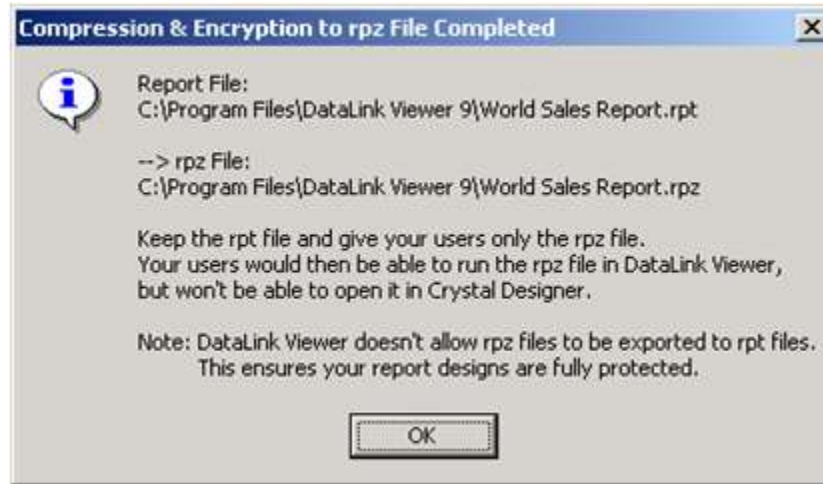 Compression & Encryption to rpz File Completed
Report File:
C:\Program Files\DataLink Viewer 9\World Sales Report.rpt
--> rpz File:
C:\Program Files\DataLink Viewer 9\World Sales Report.rpz
Keep the rpt file and give your users only the rpz file.
Your users would then be able to run the rpz file in DataLink Viewer,
but won't be able to open it in Crystal Designer.
Note: DataLink Viewer doesn't allow rpz files to be exported to rpt files.
This ensures your report designs are fully protected.
OK